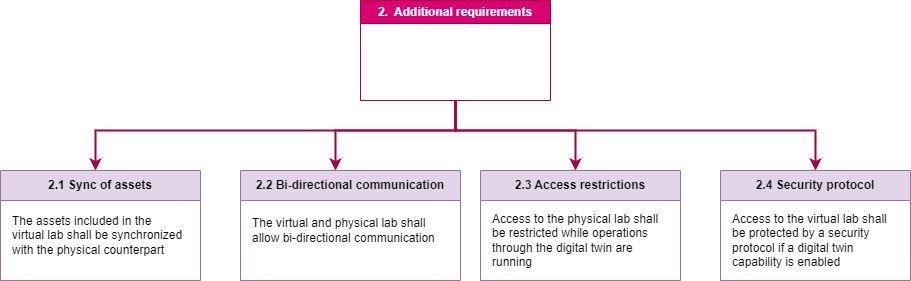 2.  Additional requirements
2.1 Sync of assets
The assets included in the
virtual lab shall be synchronized
with the physical counterpart
2.2 Bi-directional communication
The virtual and physical lab shall
allow bi-directional communication
2.3 Access restrictions
Access to the physical lab shall
be restricted while operations
through the digital twin are
running
2.4 Security protocol
Access to the virtual lab shall
be protected by a security
protocol if a digital twin
capability is enabled